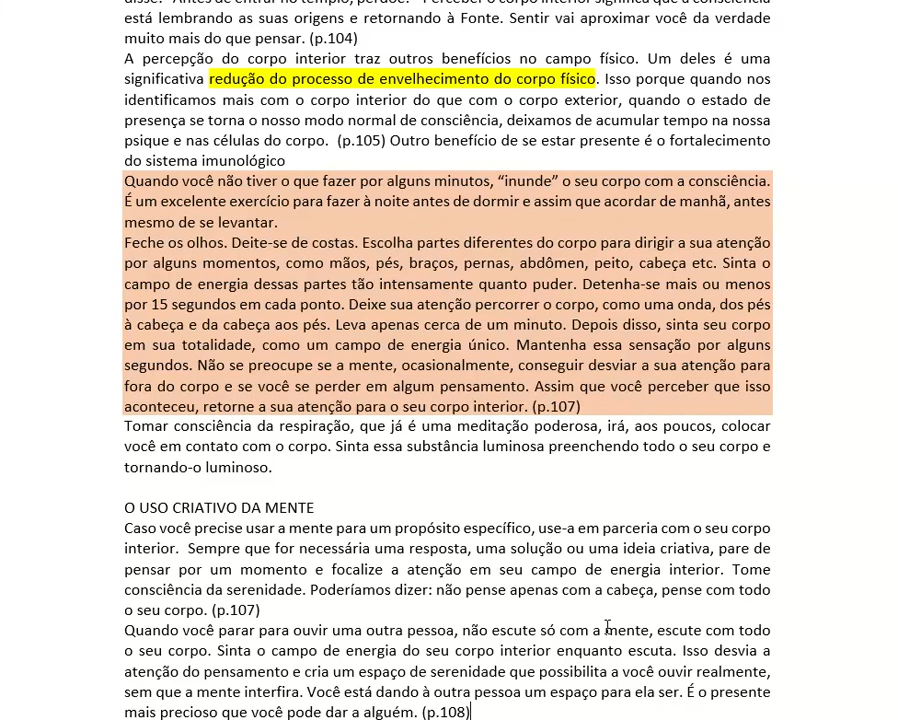 disse: "Antes de entrar no templo, perdoe." Perceber o corpo interior significa que a consciência
está lembrando as suas origens e retornando à Fonte. Sentir vai aproximar você da verdade
muito mais do que pensar. (p.104)
A percepção do corpo interior traz outros benefícios no campo físico. Um deles é uma
significativa redução do processo de envelhecimento do corpo físico. Isso porque quando nos
identificamos mais com o corpo interior do que com o corpo exterior, quando o estado de
presença se torna o nosso modo normal de consciência, deixamos de acumular tempo na nossa
psique e nas células do corpo.  (p.105) Outro benefício de se estar presente é o fortalecimento
do sistema imunológico
Quando você não tiver o que fazer por alguns minutos, “inunde” o seu corpo com a consciência.
É um excelente exercício para fazer à noite antes de dormir e assim que acordar de manhã, antes
mesmo de se levantar.
Feche os olhos. Deite-se de costas. Escolha partes diferentes do corpo para dirigir a sua atenção
por alguns momentos, como mãos, pés, braços, pernas, abdômen, peito, cabeça etc. Sinta o
campo de energia dessas partes tão intensamente quanto puder. Detenha-se mais ou menos
por 15 segundos em cada ponto. Deixe sua atenção percorrer o corpo, como uma onda, dos pés
à cabeça e da cabeça aos pés. Leva apenas cerca de um minuto. Depois disso, sinta seu corpo
em sua totalidade, como um campo de energia único. Mantenha essa sensação por alguns
segundos. Não se preocupe se a mente, ocasionalmente, conseguir desviar a sua atenção para
fora do corpo e se você se perder em algum pensamento. Assim que você perceber que isso
aconteceu, retorne a sua atenção para o seu corpo interior. (p.107)
Tomar consciência da respiração, que já é uma meditação poderosa, irá, aos poucos, colocar
você em contato com o corpo. Sinta essa substância luminosa preenchendo todo o seu corpo e
tornando-o luminoso.
O USO CRIATIVO DA MENTE
Caso você precise usar a mente para um propósito específico, use-a em parceria com o seu corpo
interior.  Sempre que for necessária uma resposta, uma solução ou uma ideia criativa, pare de
pensar por um momento e focalize a atenção em seu campo de energia interior. Tome
consciência da serenidade. Poderíamos dizer: não pense apenas com a cabeça, pense com todo
o seu corpo. (p.107)
Quando você parar para ouvir uma outra pessoa, não escute só com a mente, escute com todo
o seu corpo. Sinta o campo de energia do seu corpo interior enquanto escuta. Isso desvia a
atenção do pensamento e cria um espaço de serenidade que possibilita a você ouvir realmente,
sem que a mente interfira. Você está dando à outra pessoa um espaço para ela ser. É o presente
mais precioso que você pode dar a alguém. (p.108)